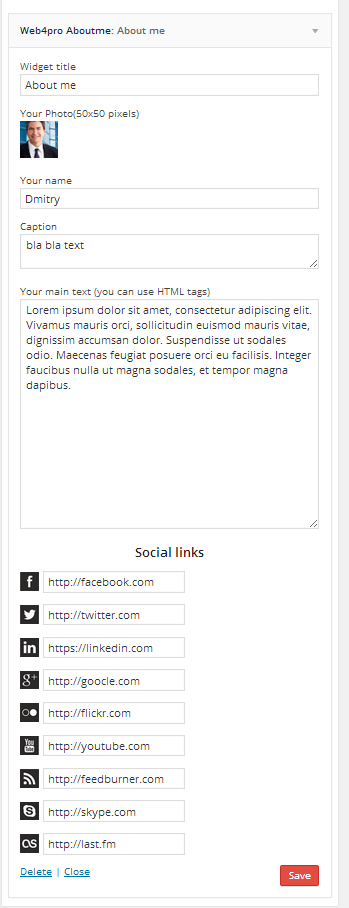 Web4pro Aboutme: About me
Widget title
About me
Your Photo(50x50 pixels)
Your name
Dmitry
Caption
bla bla text
Your main text (you can use HTML tags)
Lorem ipsum dolor sit amet, consectetur adipiscing elit.
Vivamus mauris orci, sollicitudin euismod mauris vitae,
dignissim accumsan dolor. Suspendisse ut sodales
odio. Maecenas feugiat posuere orci eu facilisis. Integer
faucibus nulla ut magna sodales, et tempor magna
dapibus.
Social links
f http://facebook.com
http://twitter.com
in https://linkedin.com
g+ http://goocle.com
http://flickr.com
You Tube http://youtube.com
http://feedburner.com
S http://skype.com
as http://last.fm
Delete | Close
Save